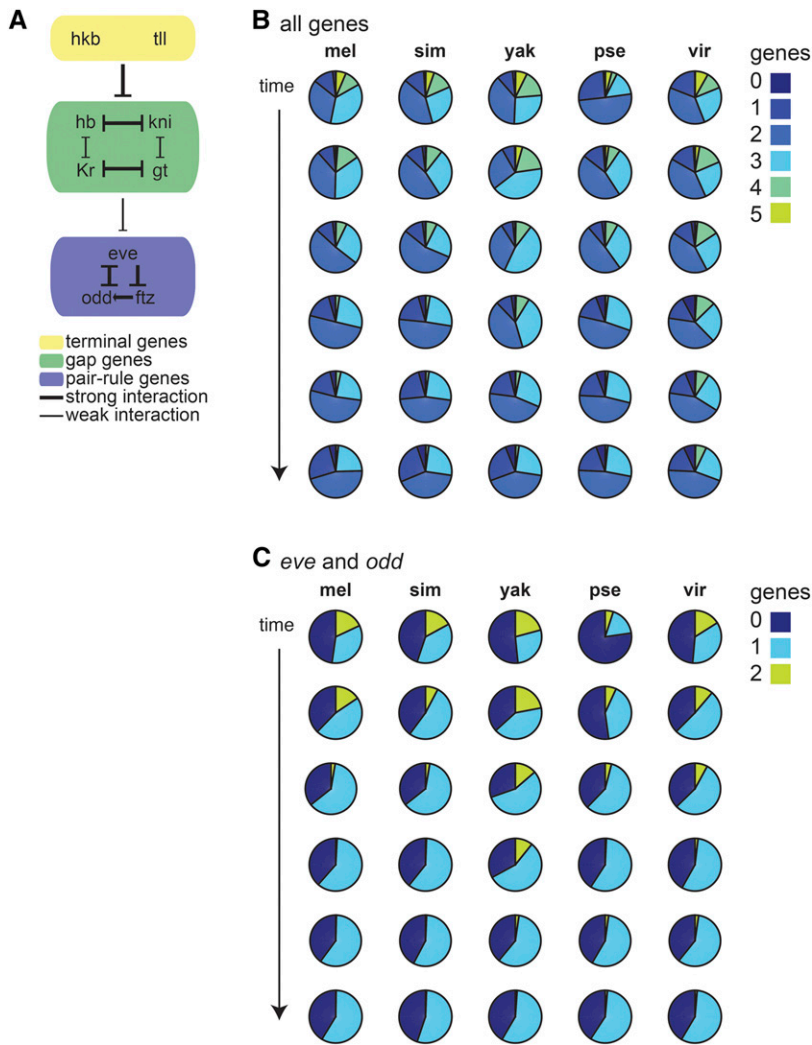 A
hkb tll
hb kni
Kr gt
eve
odd ftz
terminal genes
gap genes
pair-rule genes
strong interaction
weak interaction
B all genes
mel sim yak pse vir
time
genes
0
1
2
3
4
5
C eve and odd
mel sim yak pse vir
time
genes
0
1
2